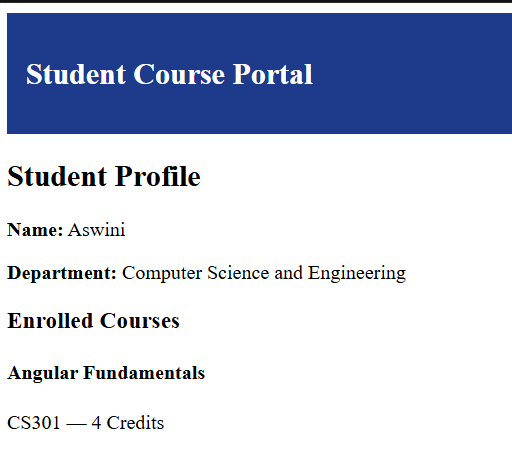 Student Course Portal
Student Profile
Name: Aswini
Department: Computer Science and Engineering
Enrolled Courses
Angular Fundamentals
CS301 — 4 Credits